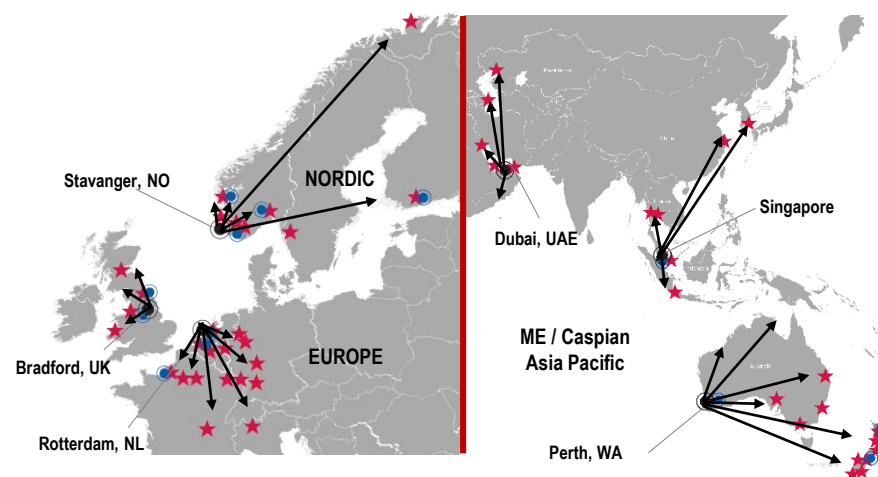 Stavanger, NO
NORDIC
Bradford, UK
EUROPE
Rotterdam, NL
Singapore
Dubai, UAE
ME / Caspian
Asia Pacific
Perth, WA